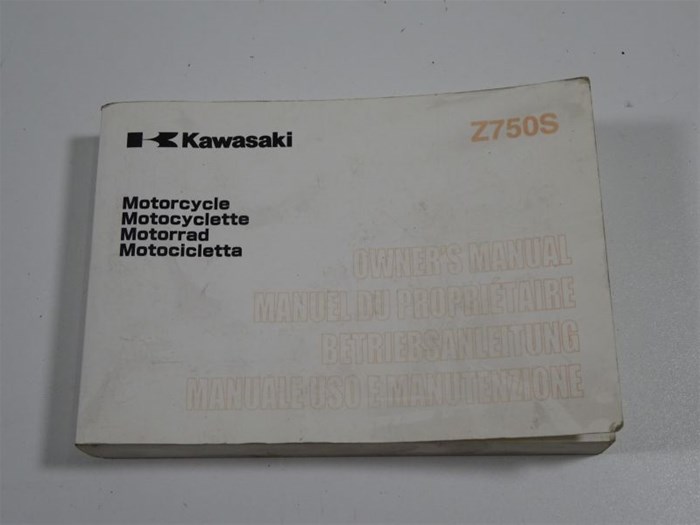 Kawasaki
Z750S
Motorcycle
Motocyclette
Motorrad
Motocicletta
OWNER'S MANUAL
MANUEL DU PROPRIÉTAIRE
BETRIEBSANLEITUNG
MANUALE USO E MANUTENZIONE